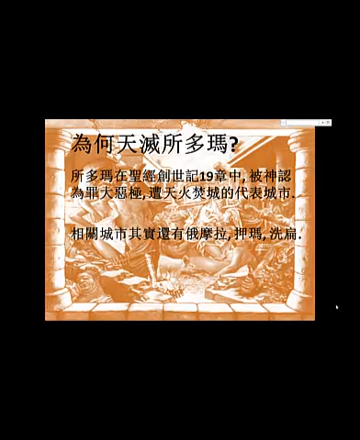 為何天滅所多瑪?
所多瑪在聖經創世記19章中, 被神認
為罪大惡極, 遭天火焚城的代表城市.
相關城市其實還有俄摩拉, 押瑪, 洗扁.